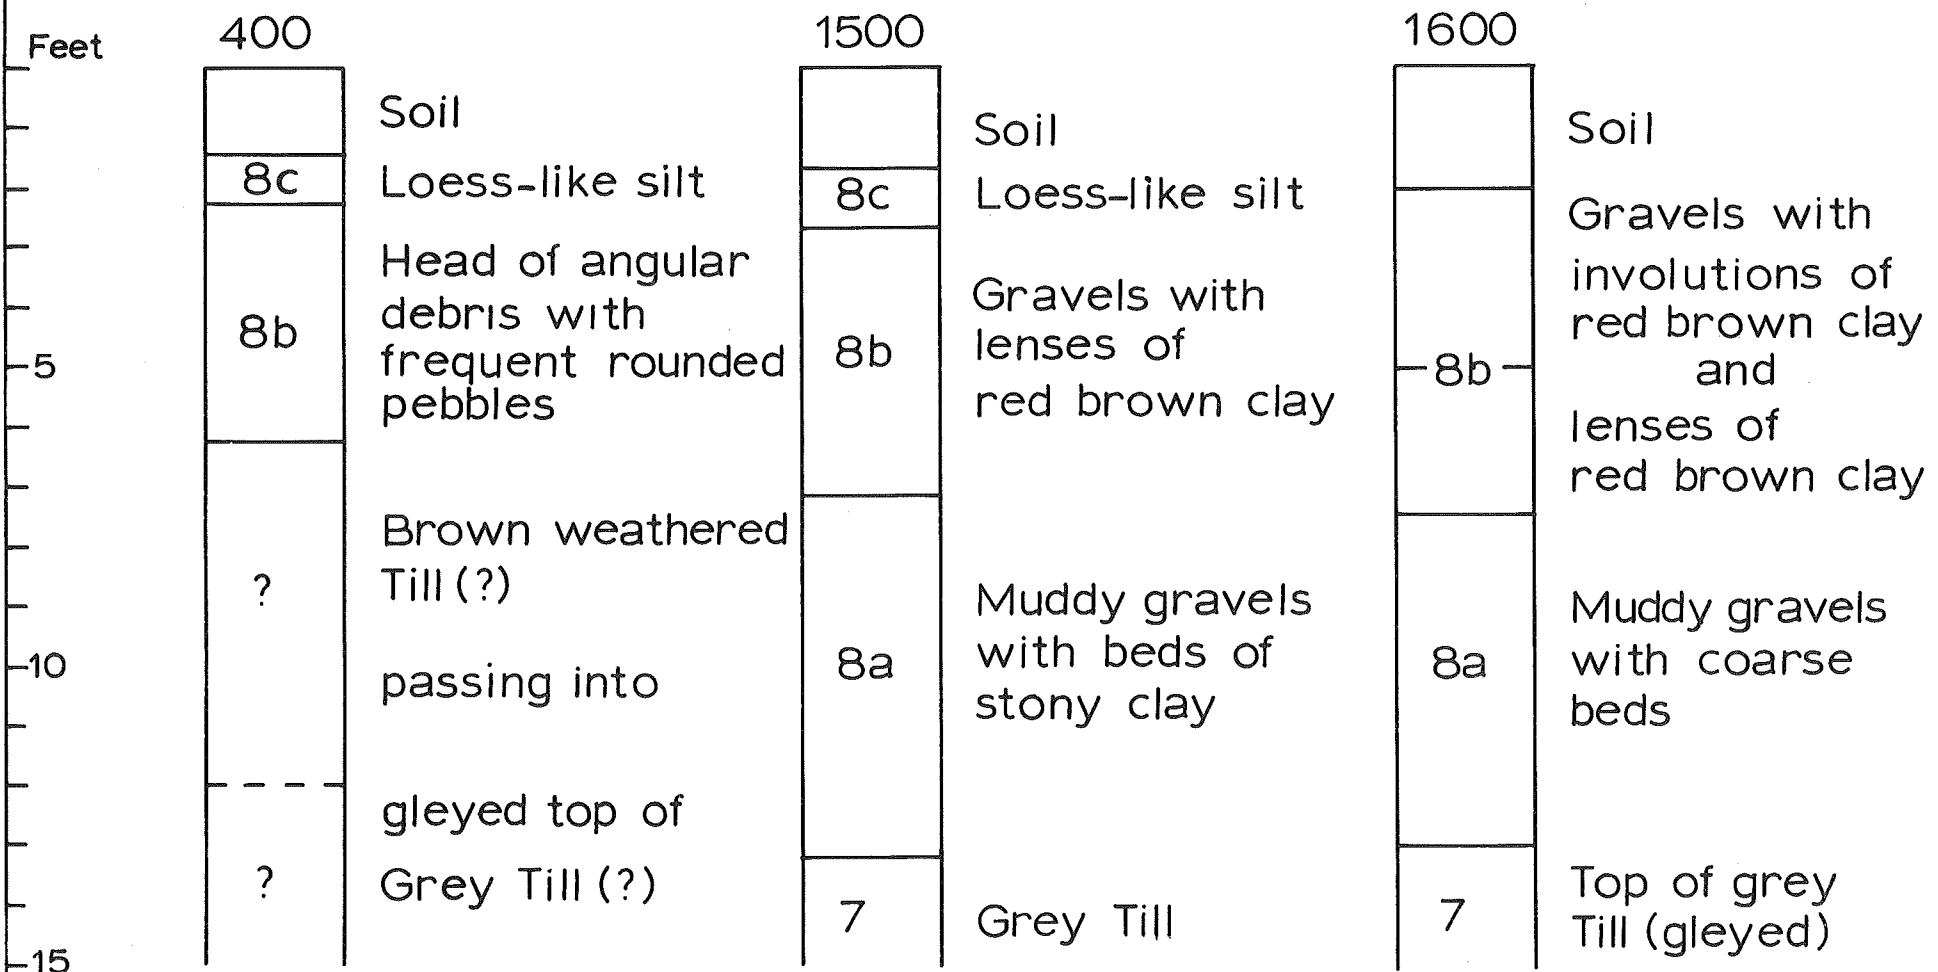 Feet
5
10
15
400
Soil
8c
Loess-like silt
8b
Head of angular
debris with
frequent rounded
pebbles
?
Brown weathered
Till (?)
passing into
gleyed top of
?
Grey Till (?)
1500
Soil
8c
Loess-like silt
8b
Gravels with
lenses of
red brown clay
8a
Muddy gravels
with beds of
stony clay
7
Grey Till
1600
Soil
8b
Gravels with
involutions of
red brown clay
and
lenses of
red brown clay
8a
Muddy gravels
with coarse
beds
7
Top of grey
Till (gleyed)